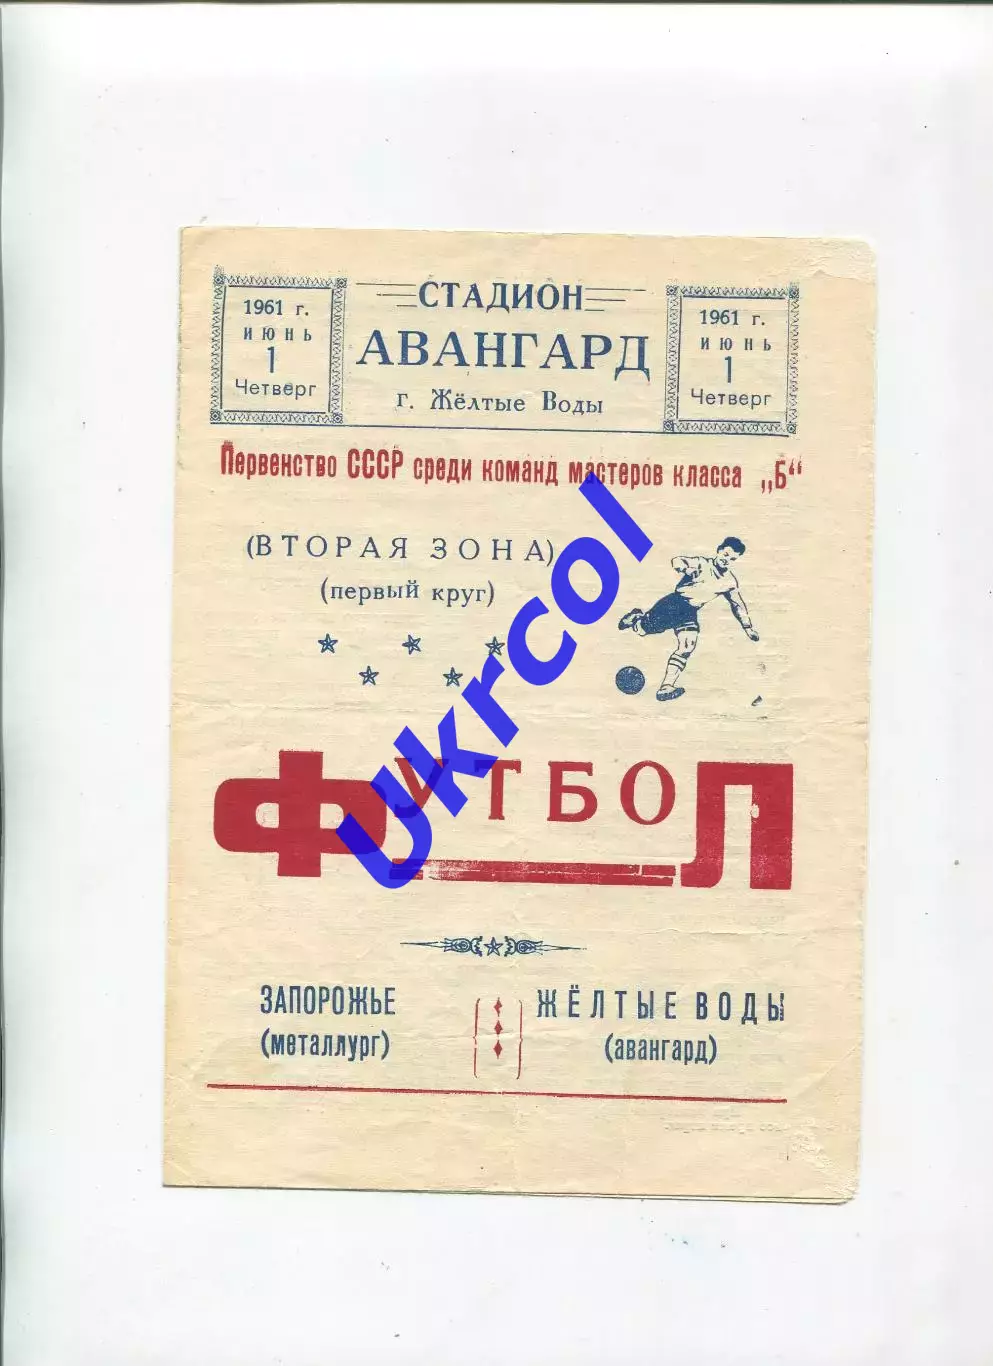 1961 г.
июнь
1
Четверг
СТАДИОН
АВАНГАРД
г. Жёлтые Воды
1961 г.
июнь
1
Четверг
Первенство СССР среди команд мастеров класса „Б“
(ВТОРАЯ ЗОНА)
(первый круг)
ФУТБОЛ
ЗАПОРОЖЬЕ
(металлург)
ЖЁЛТЫЕ ВОДЫ
(авангард)
Ukrcol